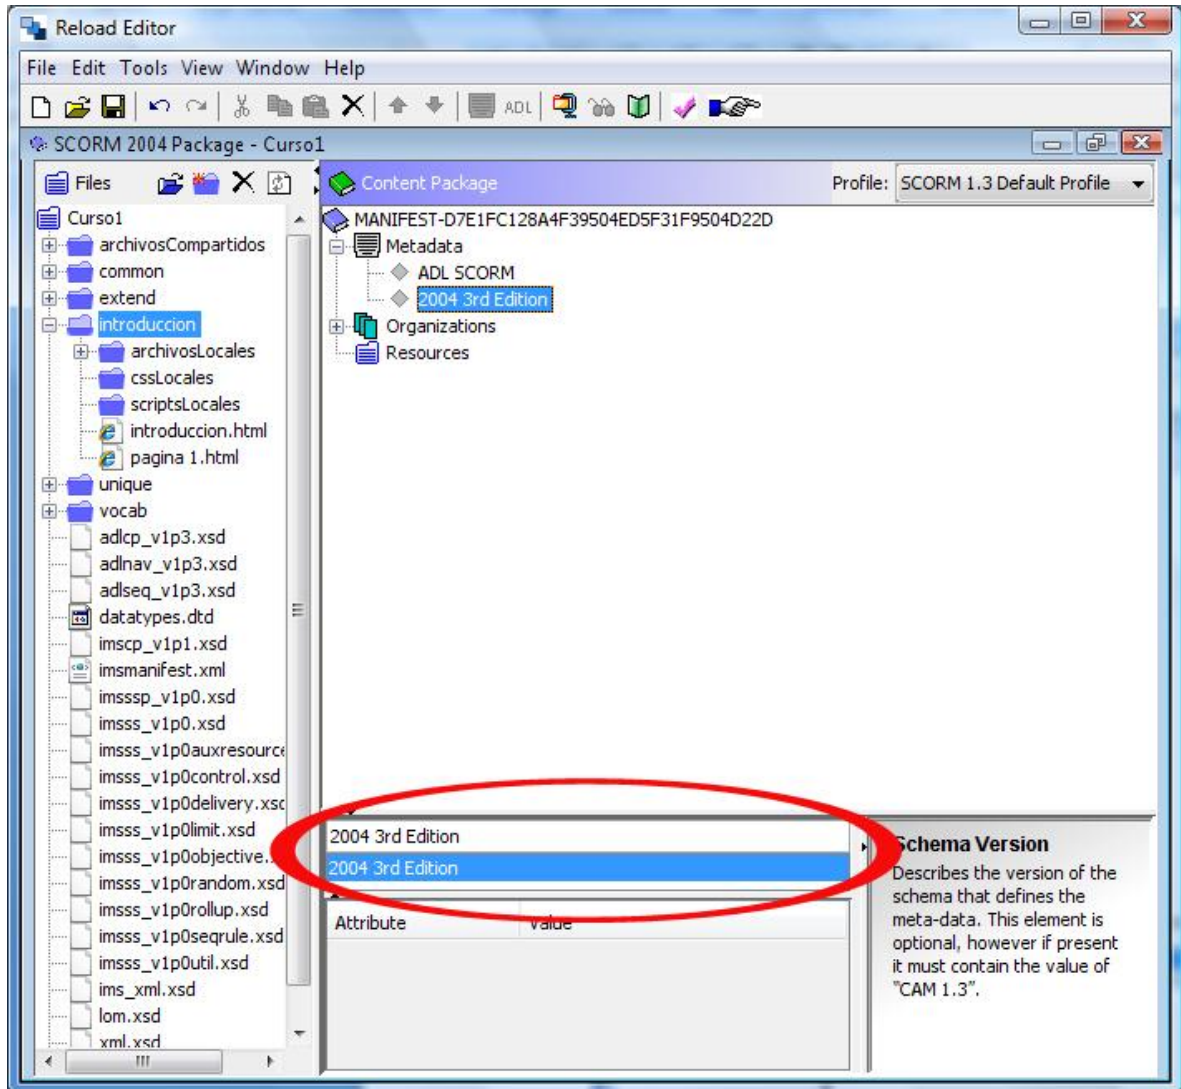 Reload Editor
File Edit Tools View Window Help
ADL
SCORM 2004 Package - Curso1
Files
Curso1
archivosCompartidos
common
extend
introduccion
archivosLocales
cssLocales
scriptsLocales
introduccion.html
pagina 1.html
unique
vocab
adlcp_v1p3.xsd
adlnav_v1p3.xsd
adlseq_v1p3.xsd
datatypes.dtd
imscp_v1p1.xsd
imsmanifest.xml
imsssp_v1p0.xsd
imsss_v1p0.xsd
imsss_v1p0auxresource
imsss_v1p0control.xsd
imsss_v1p0delivery.xsd
imsss_v1p0limit.xsd
imsss_v1p0objective.
imsss_v1p0random.xsd
imsss_v1p0rollup.xsd
imsss_v1p0seqrule.xsd
imsss_v1p0util.xsd
ims_xml.xsd
lom.xsd
xml.xsd
Content Package
Profile: SCORM 1.3 Default Profile
MANIFEST-D7E1FC128A4F39504ED5F31F9504D22D
Metadata
ADL SCORM
2004 3rd Edition
Organizations
Resources
2004 3rd Edition
2004 3rd Edition
Attribute Value
Schema Version
Describes the version of the
schema that defines the
meta-data. This element is
optional, however if present
it must contain the value of
"CAM 1.3".